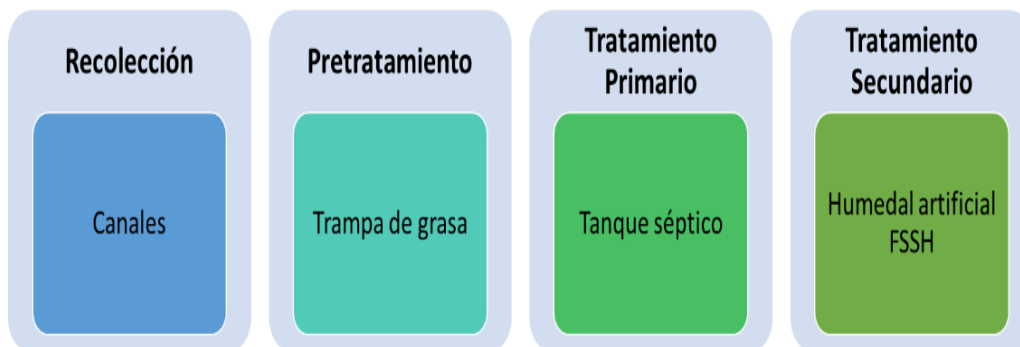 Recolección
Canales
Pretratamiento
Trampa de grasa
Tratamiento
Primario
Tanque séptico
Tratamiento
Secundario
Humedal artificial
FSSH